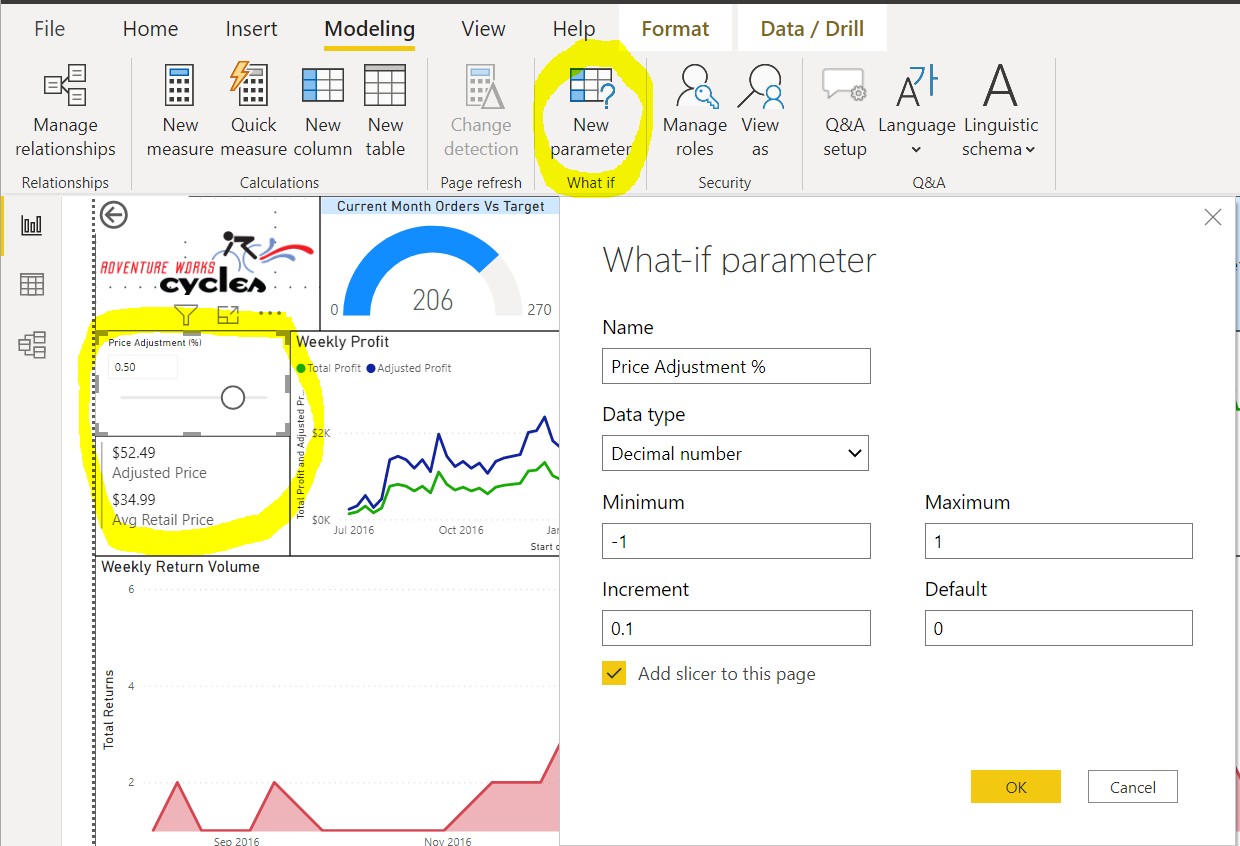 File Home Insert Modeling View Help Format Data / Drill
Manage relationships
New measure
Quick measure
New column
New table
Change detection
New parameter
Manage roles
View as
Q&A setup
Language
Linguistic schema
Relationships
Calculations
Page refresh
What if
Security
Q&A
ADVENTURE WORKS
cycles
Current Month Orders Vs Target
206
0
270
Price Adjustment (%)
0.50
$52.49
Adjusted Price
$34.99
Avg Retail Price
Weekly Profit
Total Profit Adjusted Profit
Total Profit and Adjusted Pr...
$2K
$0K
Jul 2016 Oct 2016
Start
Weekly Return Volume
Total Returns
6
4
2
Sep 2016 Nov 2016
What-if parameter
Name
Price Adjustment %
Data type
Decimal number
Minimum
Maximum
-1
1
Increment
Default
0.1
0
Add slicer to this page
OK
Cancel